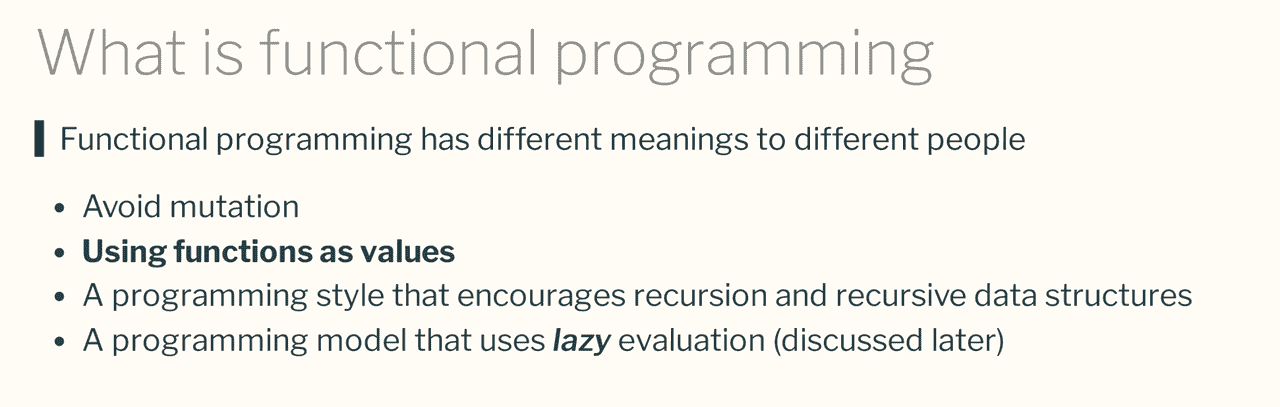 What is functional programming
Functional programming has different meanings to different people
• Avoid mutation
• Using functions as values
• A programming style that encourages recursion and recursive data structures
• A programming model that uses lazy evaluation (discussed later)